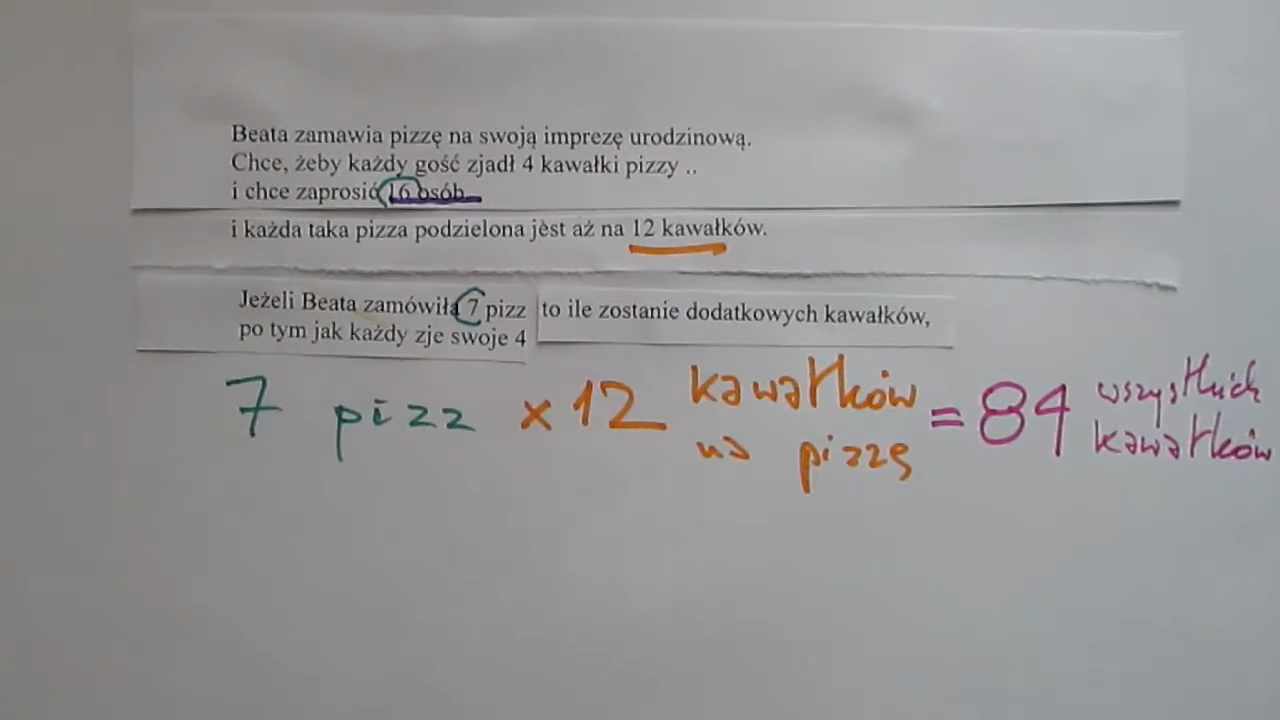 Beata zamawia pizzę na swoją imprezę urodzinową.
Chce, żeby każdy gość zjadł 4 kawałki pizzy ..
i chce zaprosić 16 osób
i każda taka pizza podzielona jest aż na 12 kawałków.
Jeżeli Beata zamówiła 7 pizz to ile zostanie dodatkowych kawałków,
po tym jak każdy zje swoje 4
7 pizz x 12 kawałków na pizzę = 84 wszystkich kawałków